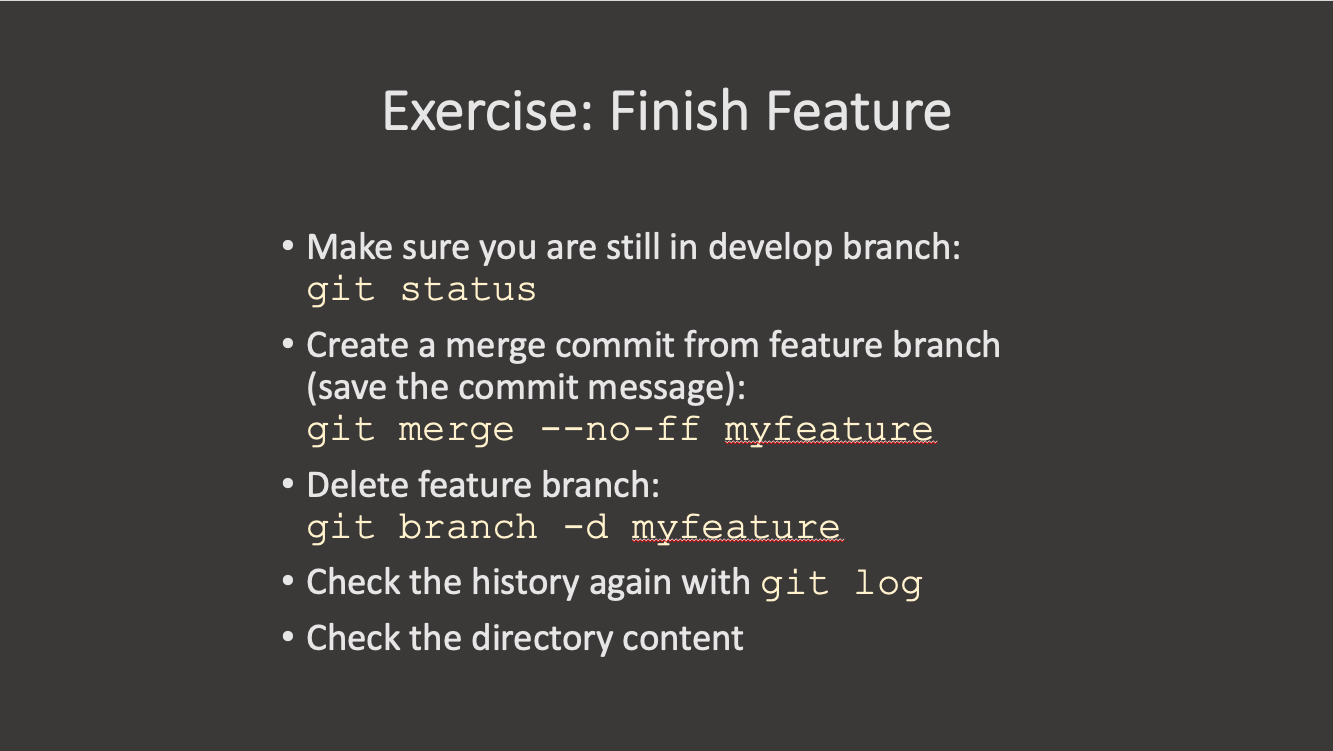 Exercise: Finish Feature
• Make sure you are still in develop branch:
git status
• Create a merge commit from feature branch
(save the commit message):
git merge --no-ff myfeature
• Delete feature branch:
git branch -d myfeature
• Check the history again with git log
• Check the directory content